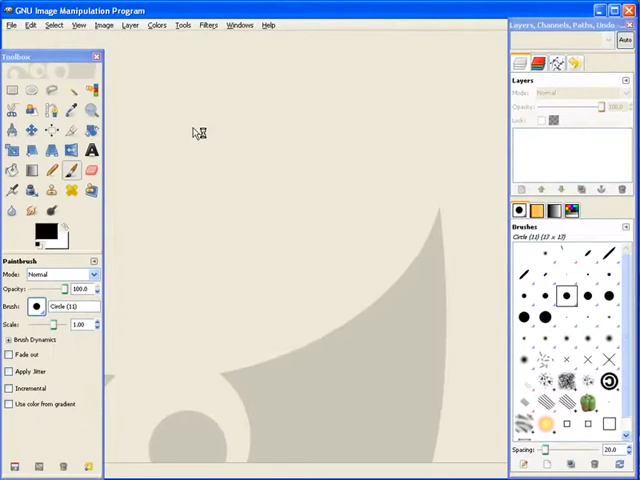 GNU Image Manipulation Program
File Edit Select View Image Layer Colors Tools Filters Windows Help
Toolbox
Paintbrush
Mode: Normal
Opacity: 100.0
Brush: Circle (11)
Scale: 1.00
Brush Dynamics
Fade out
Apply Jitter
Incremental
Use color from gradient
Layers, Channels, Paths, Undo -
Auto
Layers
Mode: Normal
Opacity: 100.0
Lock:
Brushes
Circle (11) (17 × 17)
Spacing: 20.0